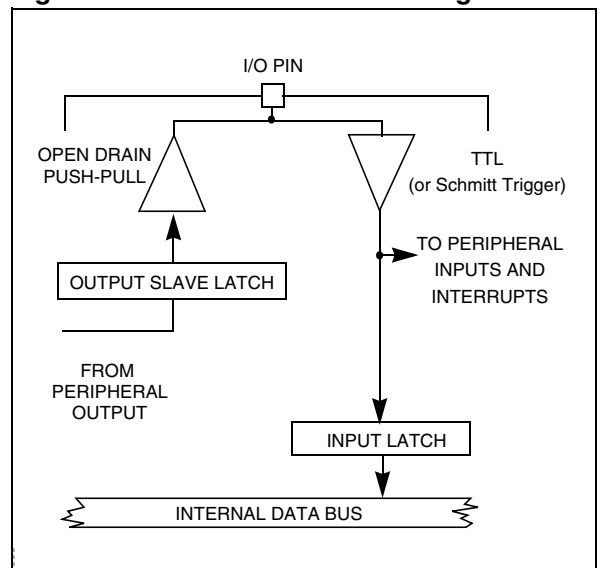 I/O PIN
OPEN DRAIN
PUSH-PULL
TTL
(or Schmitt Trigger)
TO PERIPHERAL
INPUTS AND
INTERRUPTS
OUTPUT SLAVE LATCH
FROM
PERIPHERAL
OUTPUT
INPUT LATCH
INTERNAL DATA BUS